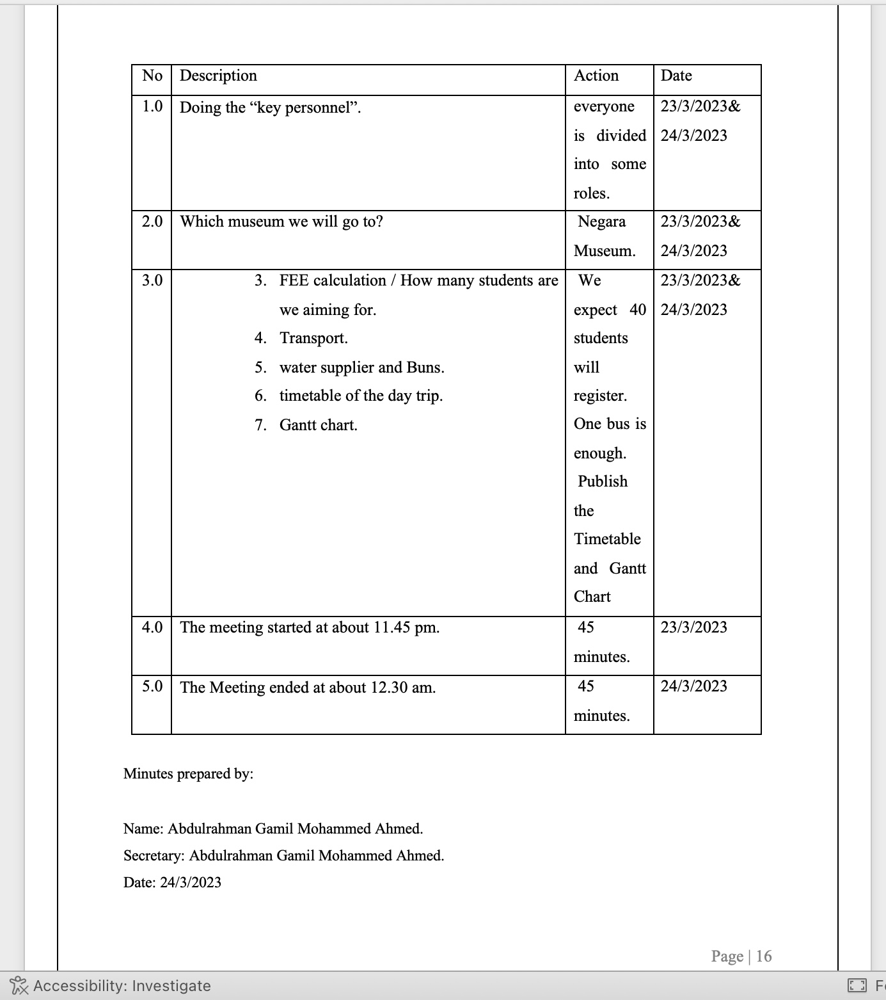 No Description Action Date
1.0 Doing the “key personnel”. everyone 23/3/2023&
is divided 24/3/2023
into some
roles.
2.0 Which museum we will go to? Negara 23/3/2023&
Museum. 24/3/2023
3.0 3. FEE calculation / How many students are We 23/3/2023&
we aiming for. expect 40 24/3/2023
4. Transport. students
5. water supplier and Buns. will
6. timetable of the day trip. register.
7. Gantt chart. One bus is
enough.
Publish
the
Timetable
and Gantt
Chart
4.0 The meeting started at about 11.45 pm. 45 23/3/2023
minutes.
5.0 The Meeting ended at about 12.30 am. 45 24/3/2023
minutes.
Minutes prepared by:
Name: Abdulrahman Gamil Mohammed Ahmed.
Secretary: Abdulrahman Gamil Mohammed Ahmed.
Date: 24/3/2023
Page | 16
Accessibility: Investigate